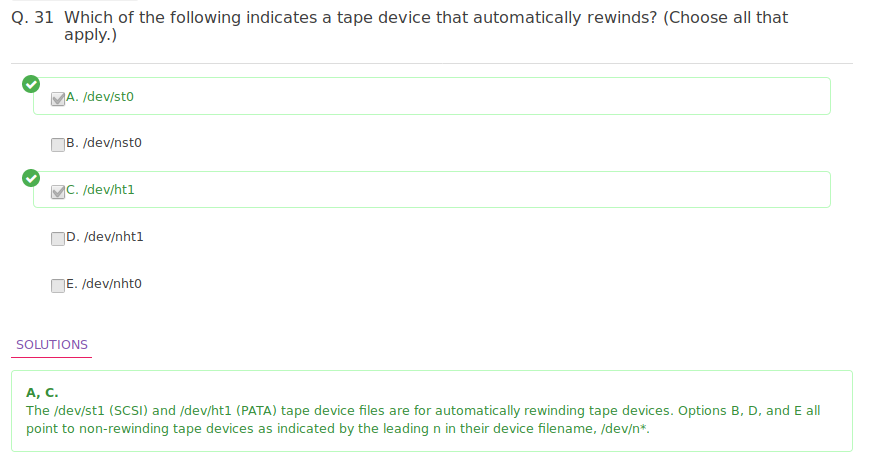 Q. 31 Which of the following indicates a tape device that automatically rewinds? (Choose all that
apply.)
A. /dev/st0
B. /dev/nst0
C. /dev/ht1
D. /dev/nht1
E. /dev/nht0
SOLUTIONS
A, C.
The /dev/st1 (SCSI) and /dev/ht1 (PATA) tape device files are for automatically rewinding tape devices. Options B, D, and E all
point to non-rewinding tape devices as indicated by the leading n in their device filename, /dev/n*.